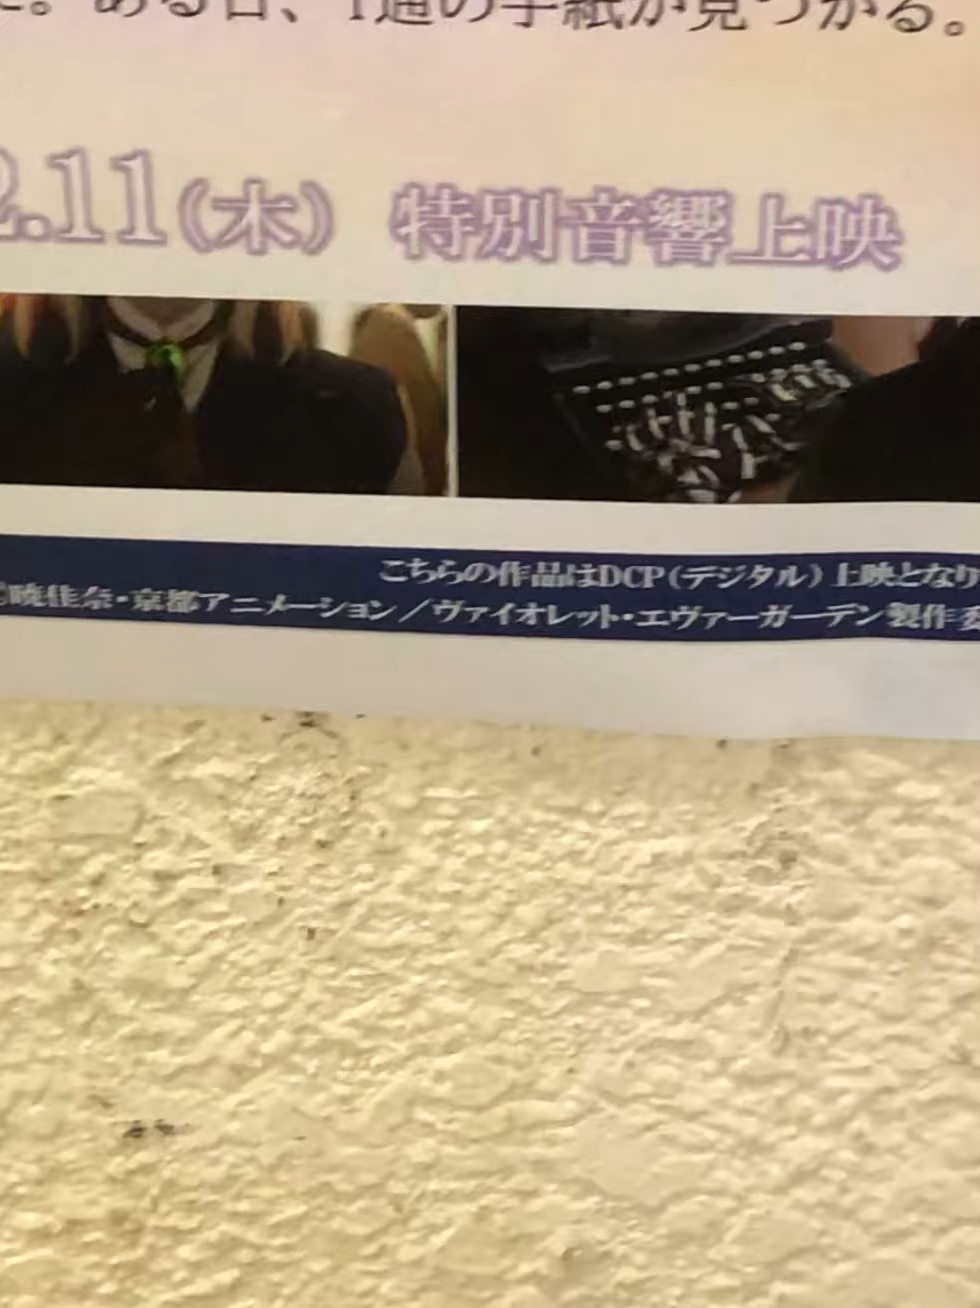 ある日、1通の手紙が見つかる。
2.11(木) 特別音響上映
こちらの作品はDCP(デジタル)上映となり
©暁佳奈・京都アニメーション／ヴァイオレット・エヴァーガーデン製作委